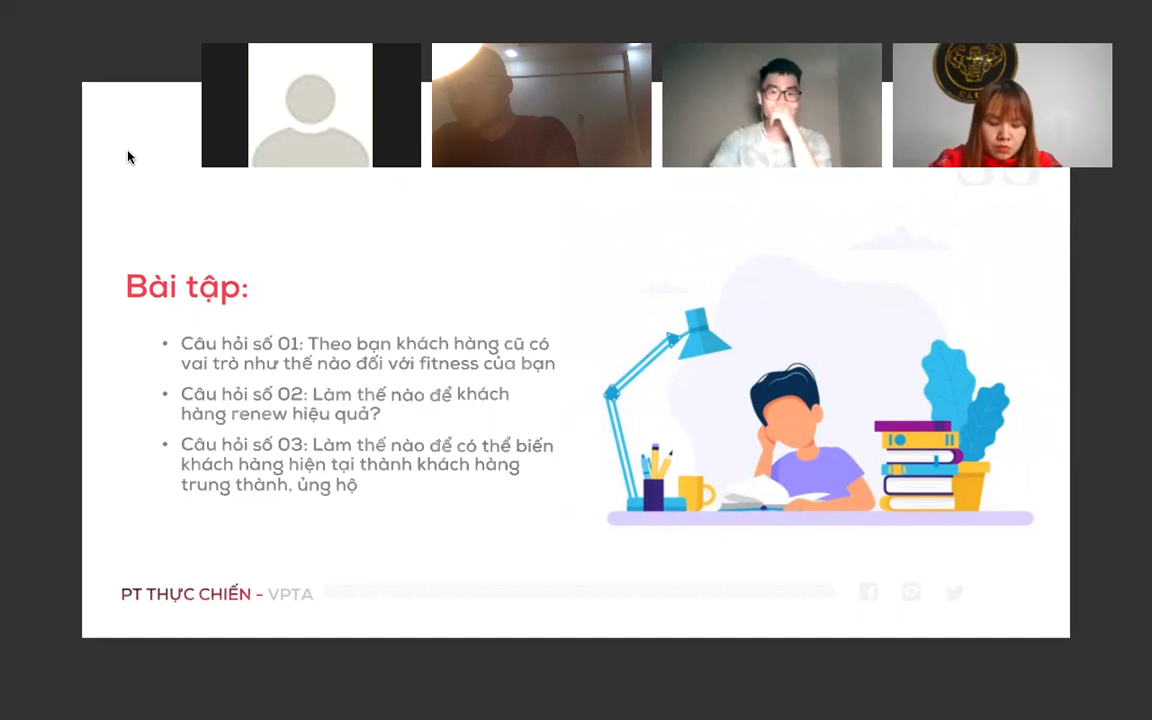 Bài tập:
• Câu hỏi số 01: Theo bạn khách hàng cũ có
vai trò như thế nào đối với fitness của bạn
• Câu hỏi số 02: Làm thế nào để khách
hàng renew hiệu quả?
• Câu hỏi số 03: Làm thế nào để có thể biến
khách hàng hiện tại thành khách hàng
trung thành, ủng hộ
PT THỰC CHIẾN - VPTA